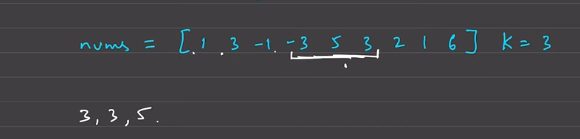 nums = [ 1 3 -1 -3 5 3 2 1 6 ] K = 3
3, 3, 5.